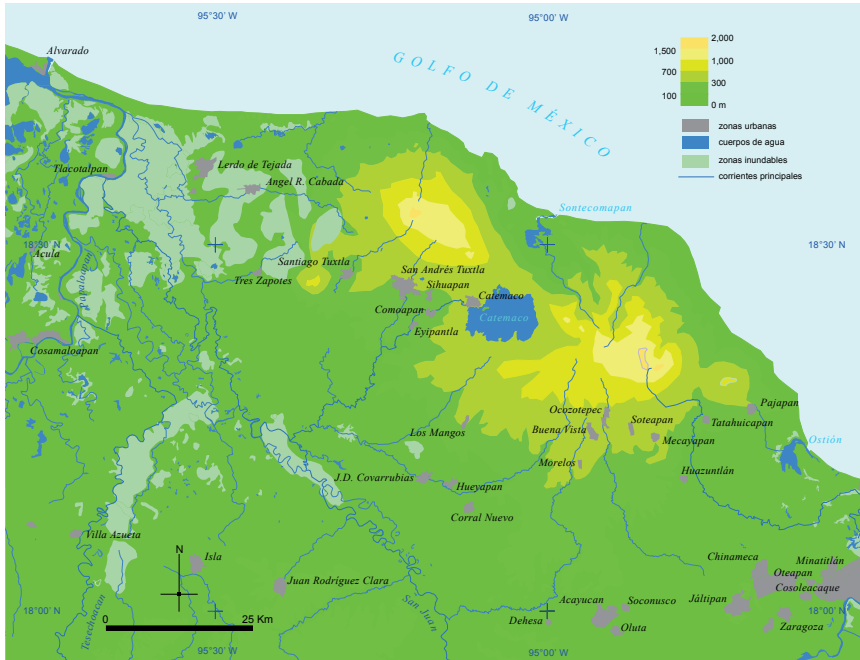 95°30' W
95°00' W
Alvarado
GOLFO DE MÉXICO
2,000
1,500
1,000
700
300
100
0 m
zonas urbanas
cuerpos de agua
zonas inundables
corrientes principales
Tlacotalpan
Lerdo de Tejada
Angel R. Cabada
Sontecomapan
18°30' N
18°30' N
Acula
Papaloapan
Santiago Tuxtla
San Andrés Tuxtla
Tres Zapotes
Sihuapan
Catemaco
Comoapan
Catemaco
Eyipantla
Cosamaloapan
Ocozotepec
Pajapan
Soteapan
Tatahuicapan
Los Mangos
Buena Vista
Mecayapan
Ostión
Morelos
J.D. Covarrubias
Hueyapan
Huazuntlán
Corral Nuevo
Villa Azueta
N
Isla
Chinameca
Minatitlán
Oteapan
Juan Rodríguez Clara
Cosoleacaque
San Juan
Acayucan
Soconusco
Jáltipan
18°00' N
18°00' N
0
25 Km
Tesechoacan
Dehesa
Oluta
Zaragoza
95°30' W
95°00' W